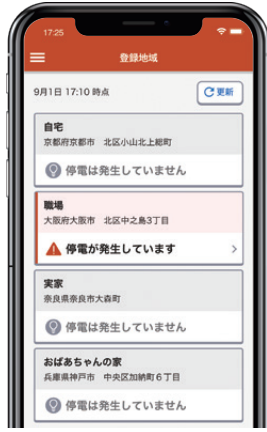 17:25
登録地域
9月1日 17:10 時点
更新
自宅
京都府京都市 北区小山北上総町
停電は発生していません
職場
大阪府大阪市 北区中之島3丁目
停電が発生しています
実家
奈良県奈良市大森町
停電は発生していません
おばあちゃんの家
兵庫県神戸市 中央区加納町6丁目
停電は発生していません